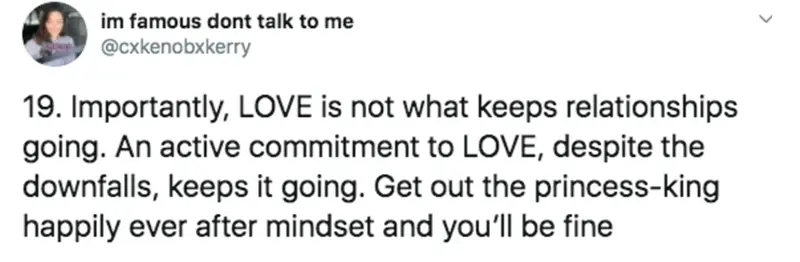 im famous dont talk to me
@cxkenobxkerry
19. Importantly, LOVE is not what keeps relationships
going. An active commitment to LOVE, despite the
downfalls, keeps it going. Get out the princess-king
happily ever after mindset and you’ll be fine